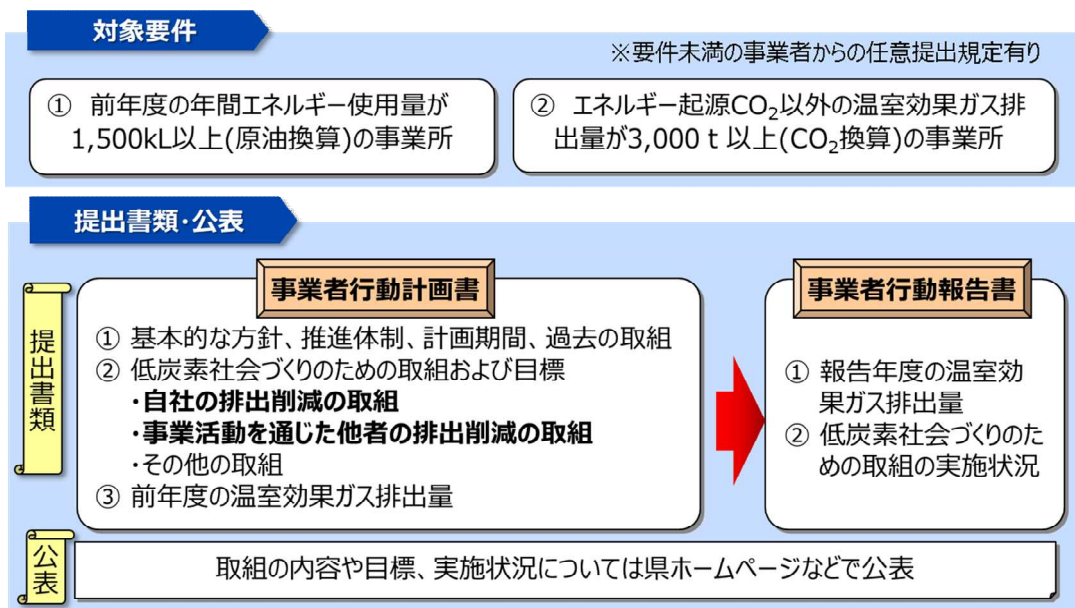 対象要件
※要件未満の事業者からの任意提出規定有り
① 前年度の年間エネルギー使用量が
1,500kL以上(原油換算)の事業所
② エネルギー起源CO₂以外の温室効果ガス排
出量が3,000 t 以上(CO₂換算)の事業所
提出書類・公表
提出書類
事業者行動計画書
① 基本的な方針、推進体制、計画期間、過去の取組
② 低炭素社会づくりのための取組および目標
・自社の排出削減の取組
・事業活動を通じた他者の排出削減の取組
・その他の取組
③ 前年度の温室効果ガス排出量
事業者行動報告書
① 報告年度の温室効
果ガス排出量
② 低炭素社会づくりのた
めの取組の実施状況
公表
取組の内容や目標、実施状況については県ホームページなどで公表